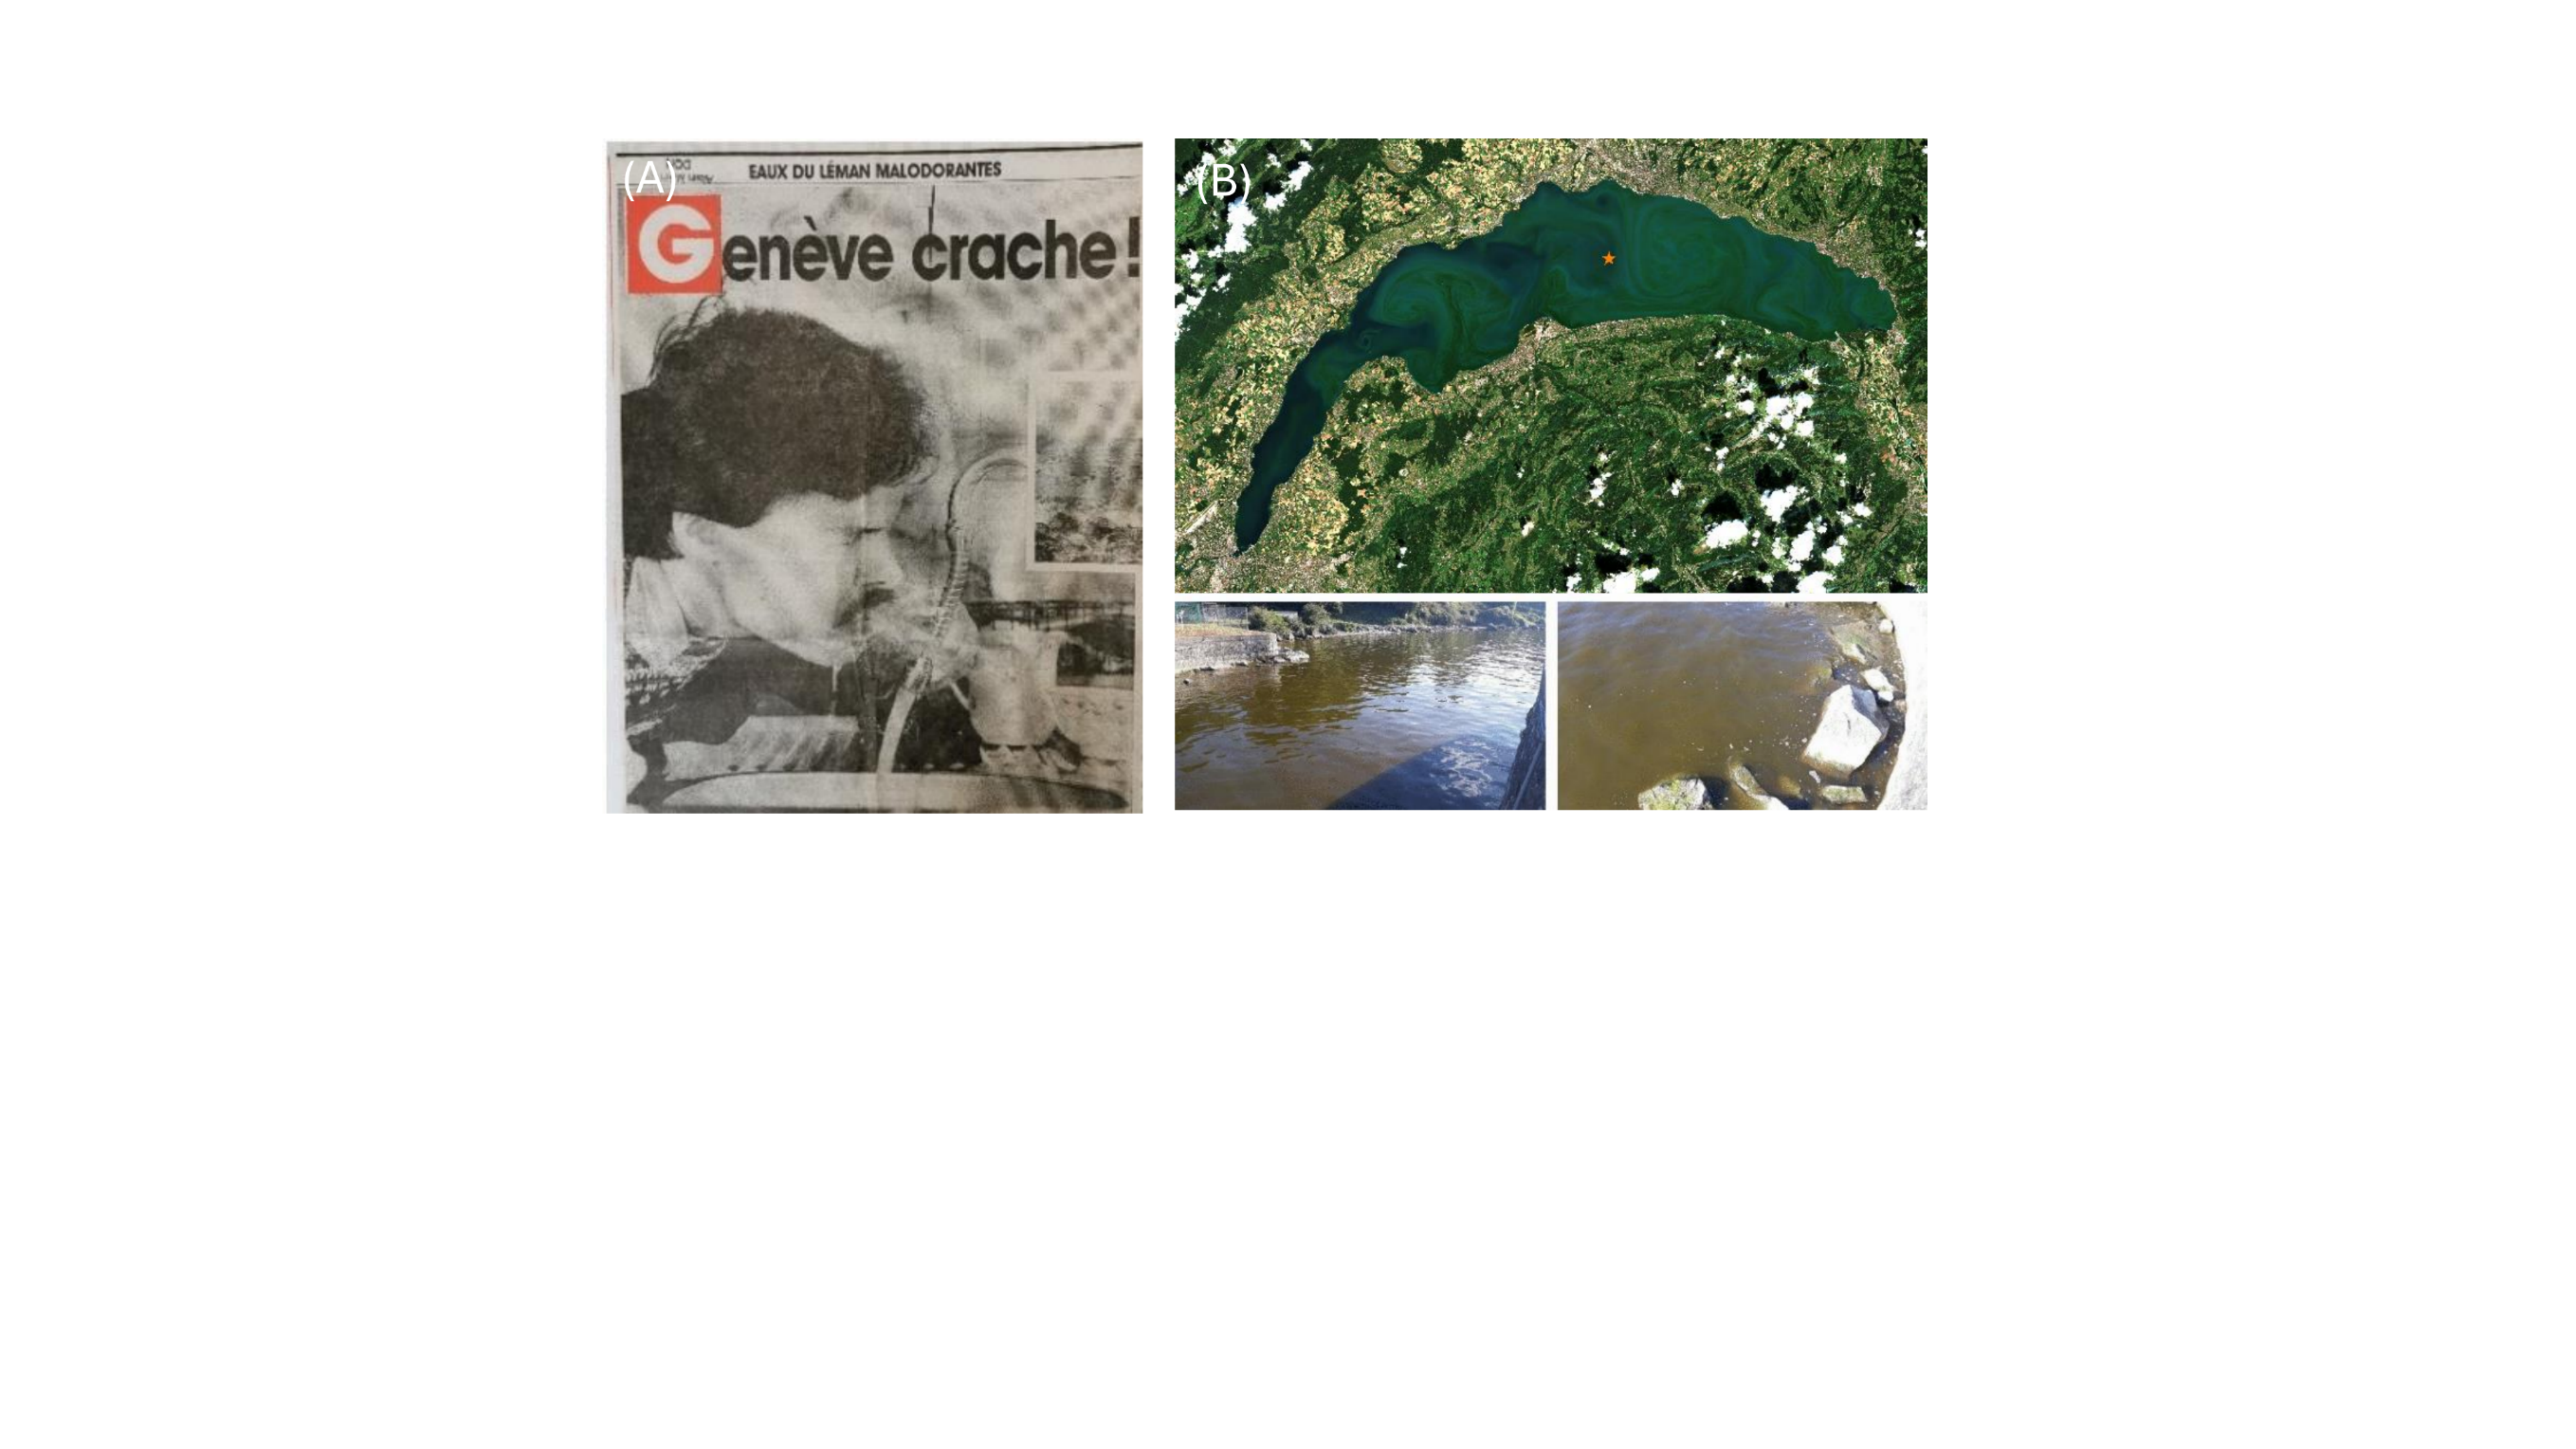 (A)
EAUX DU LÉMAN MALODORANTES
Genève crache!
(B)